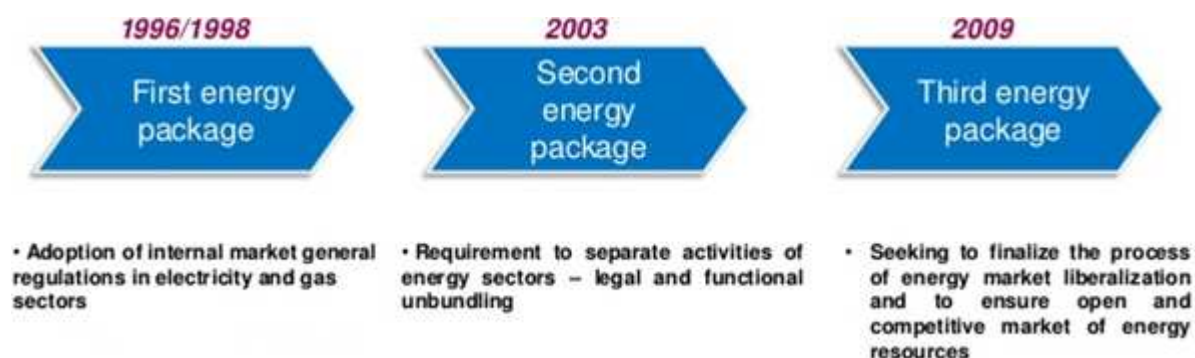 1996/1998
First energy
package
• Adoption of internal market general
regulations in electricity and gas
sectors
2003
Second
energy
package
• Requirement to separate activities of
energy sectors – legal and functional
unbundling
2009
Third energy
package
• Seeking to finalize the process
of energy market liberalization
and to ensure open and
competitive market of energy
resources